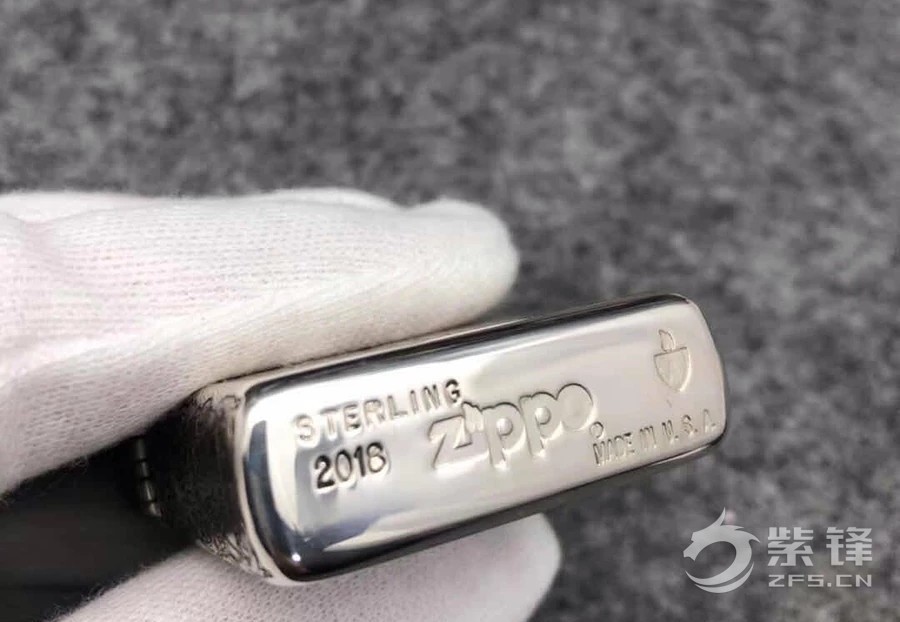 STERLING
2018
Zippo
MADE IN U.S.A.
紫锋
ZFS.CN